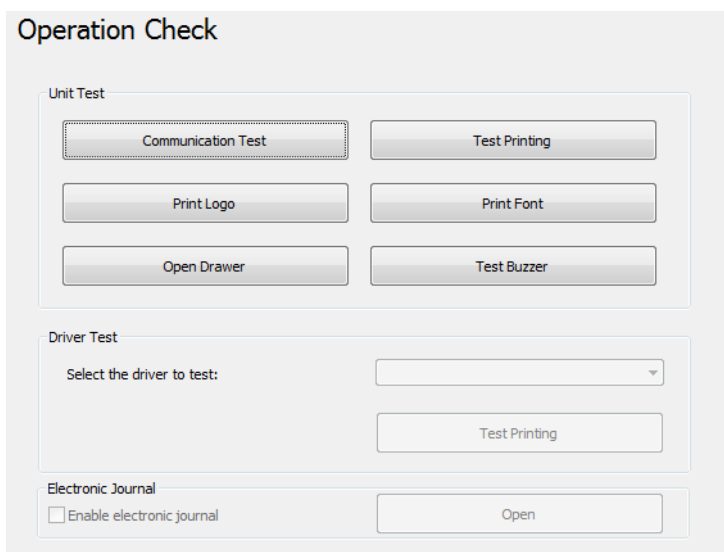 Operation Check
Unit Test
Communication Test
Test Printing
Print Logo
Print Font
Open Drawer
Test Buzzer
Driver Test
Select the driver to test:
Test Printing
Electronic Journal
Enable electronic journal
Open